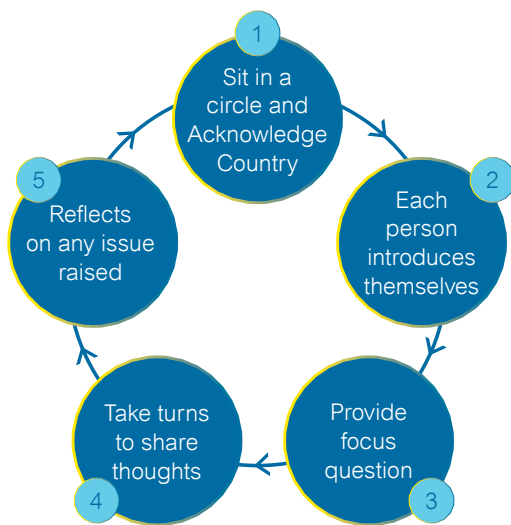 1
Sit in a
circle and
Acknowledge
Country
2
Each
person
introduces
themselves
3
Provide
focus
question
4
Take turns
to share
thoughts
5
Reflects
on any issue
raised